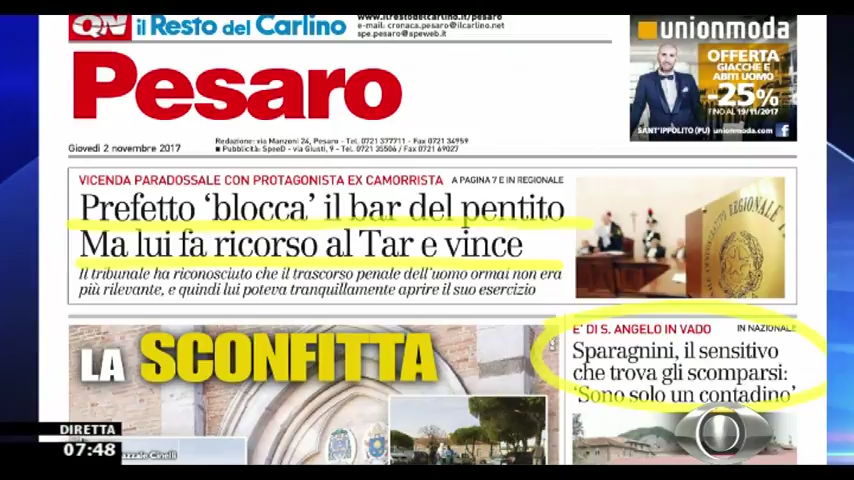 QN il Resto del Carlino
www.ilrestodelcarlino.it/pesaro
e-mail: cronaca.pesaro@ilcarlino.net
spe.pesaro@speweb.it
unionmoda
OFFERTA
GIACCHE E
ABITI UOMO
-25%
FINO AL 19/11/2017
SANT'IPPOLITO (PU) unionmoda.com f
Pesaro
Giovedì 2 novembre 2017
Redazione: via Manzoni 24, Pesaro - Tel. 0721 377711 - Fax 0721 34959
■ Pubblicità: SpeeD - via Giusti, 9 - Tel. 0721 35506 / Fax 0721 69027
VICENDA PARADOSSALE CON PROTAGONISTA EX CAMORRISTA A PAGINA 7 E IN REGIONALE
Prefetto ‘blocca’ il bar del pentito
Ma lui fa ricorso al Tar e vince
Il tribunale ha riconosciuto che il trascorso penale dell’uomo ormai non era
più rilevante, e quindi lui poteva tranquillamente aprire il suo esercizio
REGIONALE
LA SCONFITTA
E’ DI S. ANGELO IN VADO IN NAZIONALE
Sparagnini, il sensitivo
che trova gli scomparsi:
‘Sono solo un contadino’
DIRETTA
07:48
Cinelli